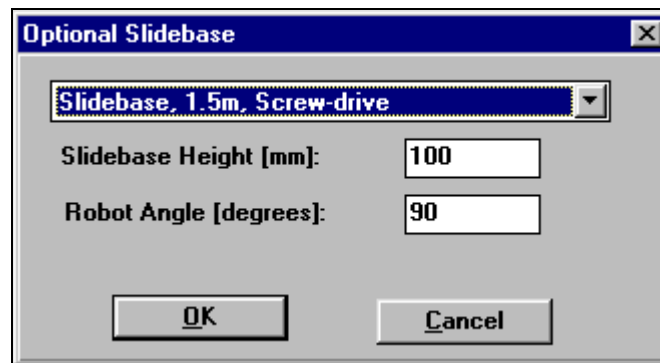 Optional Slidebase
Slidebase, 1.5m, Screw-drive
Slidebase Height [mm]: 100
Robot Angle [degrees]: 90
OK Cancel